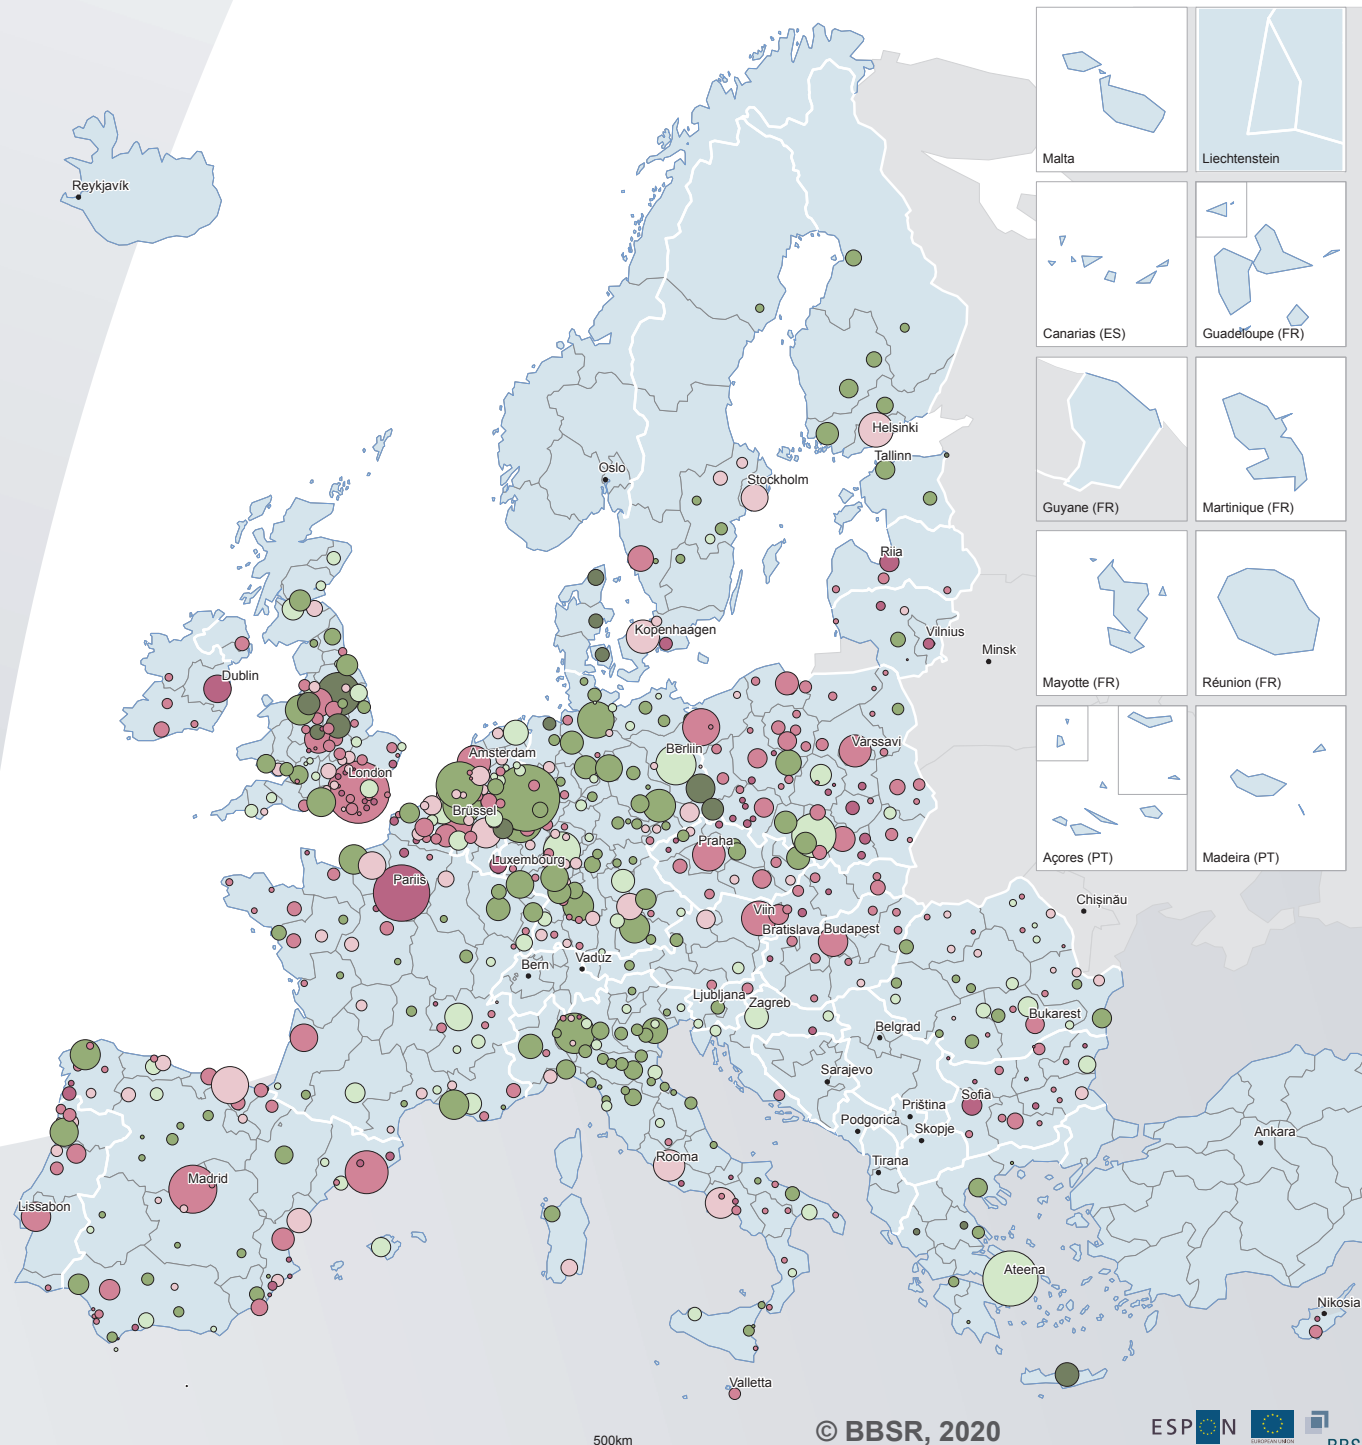 Malta
Liechtenstein
Reykjavík
Canarias (ES)
Guadeloupe (FR)
Helsinki
Tallinn
Oslo
Stockholm
Guyane (FR)
Martinique (FR)
Riia
Kopenhaagen
Vilnius
Minsk
Dublin
Mayotte (FR)
Réunion (FR)
Amsterdam
Berliin
Varssavi
London
Brüssel
Praha
Luxembourg
Açores (PT)
Madeira (PT)
Pariis
Chișinău
Viin
Bratislava
Budapest
Bern
Vaduz
Ljubljana
Zagreb
Bukarest
Belgrad
Sarajevo
Sofia
Priština
Podgorica
Skopje
Ankara
Rooma
Tirana
Madrid
Lissabon
Ateena
Nikosia
Valletta
500km
© BBSR, 2020
ESPON
EUROPEAN UNION